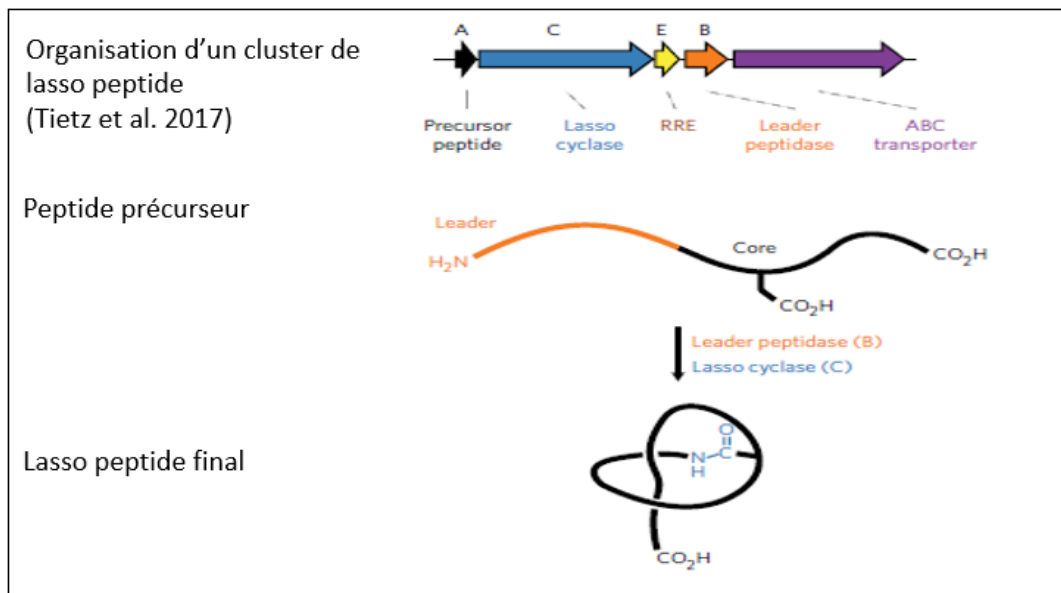 Organisation d'un cluster de
lasso peptide
(Tietz et al. 2017)
A C E B
Precursor
peptide
Lasso
cyclase
RRE
Leader
peptidase
ABC
transporter
Peptide précurseur
Leader
H₂N
Core
CO₂H
CO₂H
Leader peptidase (B)
Lasso cyclase (C)
Lasso peptide final
O
N
H
C
CO₂H